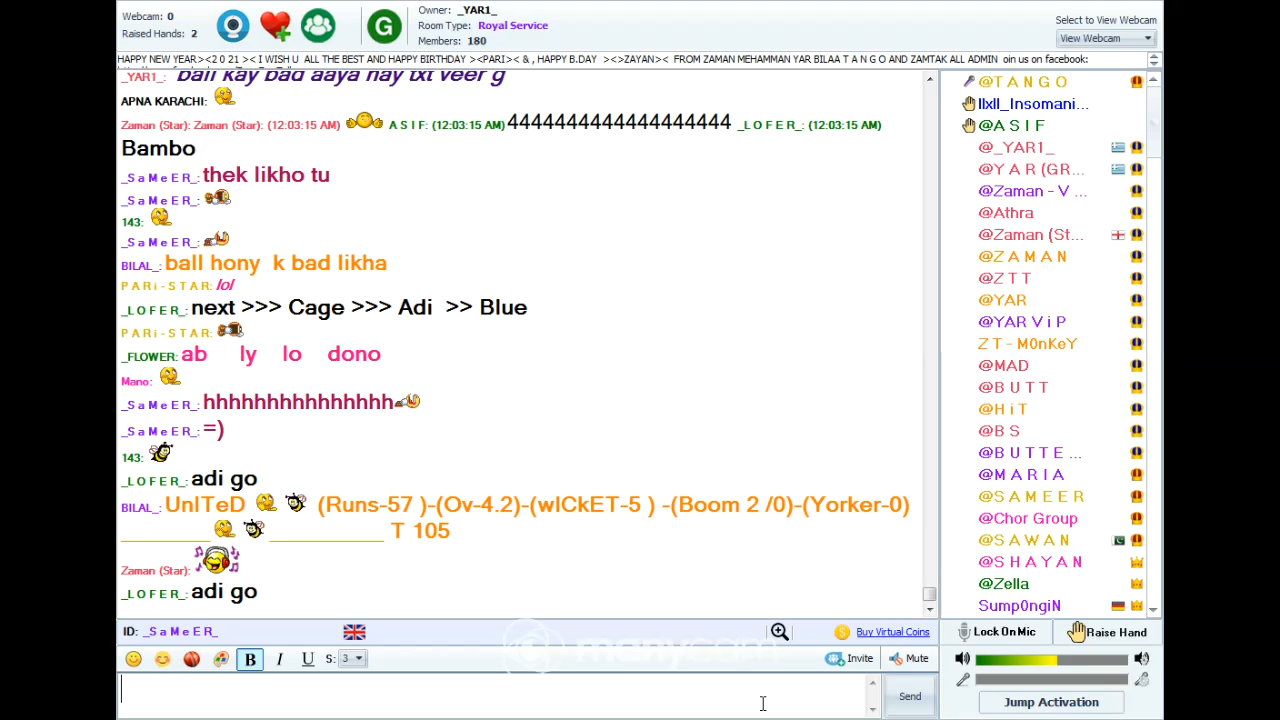 Webcam: 0
Raised Hands: 2
G
Owner: _YAR1_
Room Type: Royal Service
Members: 180
Select to View Webcam
View Webcam
HAPPY NEW YEAR><2 0 21 >< I WISH U ALL THE BEST AND HAPPY BIRTHDAY ><PARI>< & , HAPPY B.DAY ><>ZAYAN>< FROM ZAMAN MEHAMMAN YAR BILAA T A N G O AND ZAMTAK ALL ADMIN oin us on facebook:
_YAR1_: ball kay bad aaya hay txt veer g
APNA KARACHI:
Zaman (Star): Zaman (Star): (12:03:15 AM) A S I F: (12:03:15 AM) 4444444444444444444 _L O F E R_: (12:03:15 AM)
Bambo
_S a M e E R_: thek likho tu
_S a M e E R_:
143:
_S a M e E R_:
BILAL_: ball hony k bad likha
P A R i - S T A R: lol
_L O F E R_: next >>> Cage >>> Adi >> Blue
P A R i - S T A R:
_FLOWER: ab ly lo dono
Mano:
_S a M e E R_: hhhhhhhhhhhhhhh
_S a M e E R_: =)
143:
_L O F E R_: adi go
BILAL_: UnITeD (Runs-57 )-(Ov-4.2)-(wICkET-5 ) -(Boom 2 /0)-(Yorker-0)
_________ ____________ T 105
Zaman (Star):
_L O F E R_: adi go
@T A N G O
IIxII_Insomani...
@A S I F
@_YAR1_
@Y A R (GR...
@Zaman - V ...
@Athra
@Zaman (St...
@Z A M A N
@Z T T
@YAR
@YAR V i P
Z T - M0nKeY
@MAD
@B U T T
@H i T
@B S
@B U T T E ...
@M A R I A
@S A M E E R
@Chor Group
@S A W A N
@S H A Y A N
@Zella
Sump0ngiN
ID: _S a M e E R_
Buy Virtual Coins
Lock On Mic
Raise Hand
B I U S: 3
manycam
Invite
Mute
Send
Jump Activation